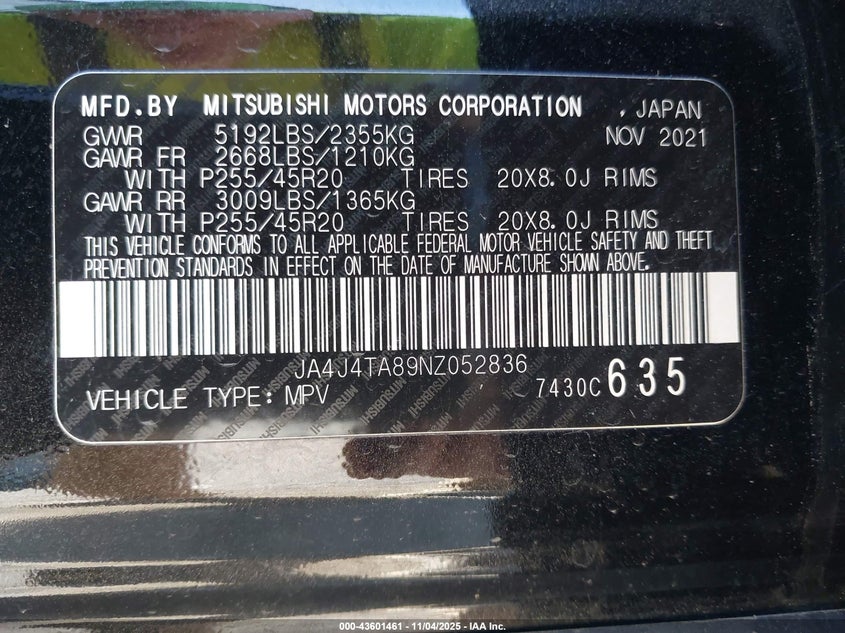 MFD.BY MITSUBISHI MOTORS CORPORATION , JAPAN
GVWR 5192LBS/2355KG NOV 2021
GAWR FR 2668LBS/1210KG
WITH P255/45R20 TIRES 20X8.0J RIMS
GAWR RR 3009LBS/1365KG
WITH P255/45R20 TIRES 20X8.0J RIMS
THIS VEHICLE CONFORMS TO ALL APPLICABLE FEDERAL MOTOR VEHICLE SAFETY AND THEFT
PREVENTION STANDARDS IN EFFECT ON THE DATE OF MANUFACTURE SHOWN ABOVE.
JA4J4TA89NZ052836
VEHICLE TYPE: MPV 7430C 635
000-43601461 - 11/04/2025 - IAA Inc.